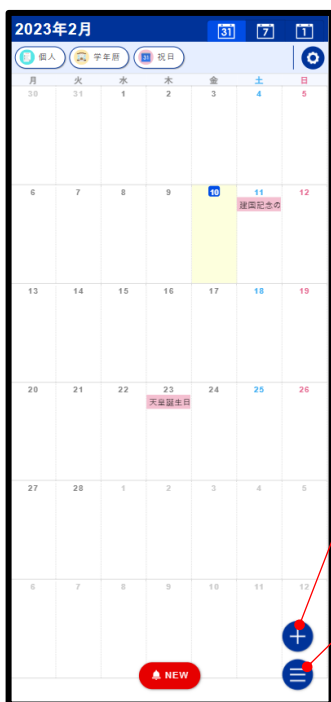 2023年2月 31 7 1
個人 学年暦 31 祝日
月 火 水 木 金 土 日
30 31 1 2 3 4 5
6 7 8 9 10 11 12
建国記念の
13 14 15 16 17 18 19
20 21 22 23 24 25 26
天皇誕生日
27 28 1 2 3 4 5
6 7 8 9 10 11 12
NEW